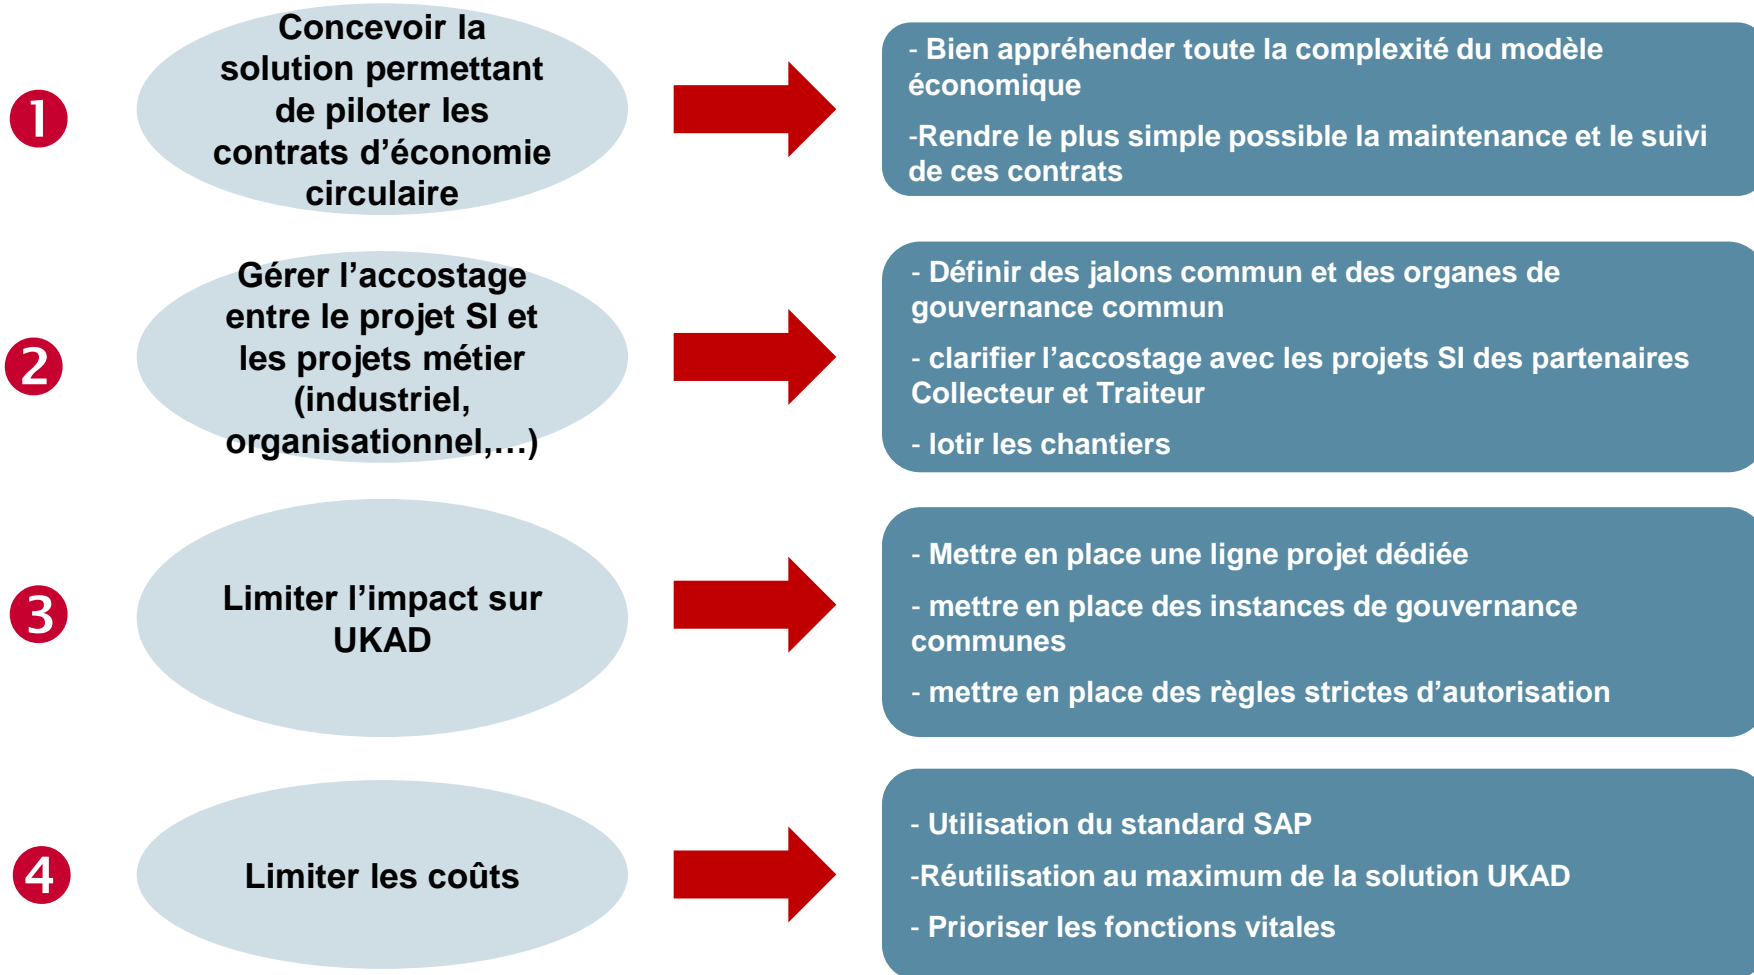 ❶
Concevoir la
solution permettant
de piloter les
contrats d’économie
circulaire
- Bien appréhender toute la complexité du modèle
économique
-Rendre le plus simple possible la maintenance et le suivi
de ces contrats
❷
Gérer l’accostage
entre le projet SI et
les projets métier
(industriel,
organisationnel,…)
- Définir des jalons commun et des organes de
gouvernance commun
- clarifier l’accostage avec les projets SI des partenaires
Collecteur et Traiteur
- lotir les chantiers
❸
Limiter l’impact sur
UKAD
- Mettre en place une ligne projet dédiée
- mettre en place des instances de gouvernance
communes
- mettre en place des règles strictes d’autorisation
❹
Limiter les coûts
- Utilisation du standard SAP
-Réutilisation au maximum de la solution UKAD
- Prioriser les fonctions vitales